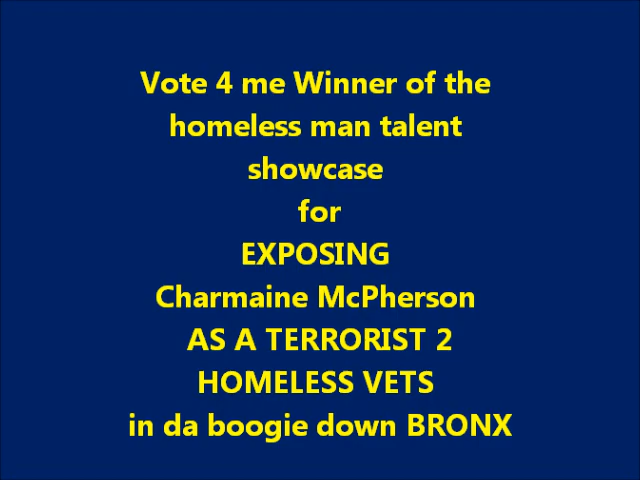 Vote 4 me Winner of the
homeless man talent
showcase
for
EXPOSING
Charmaine McPherson
AS A TERRORIST 2
HOMELESS VETS
in da boogie down BRONX